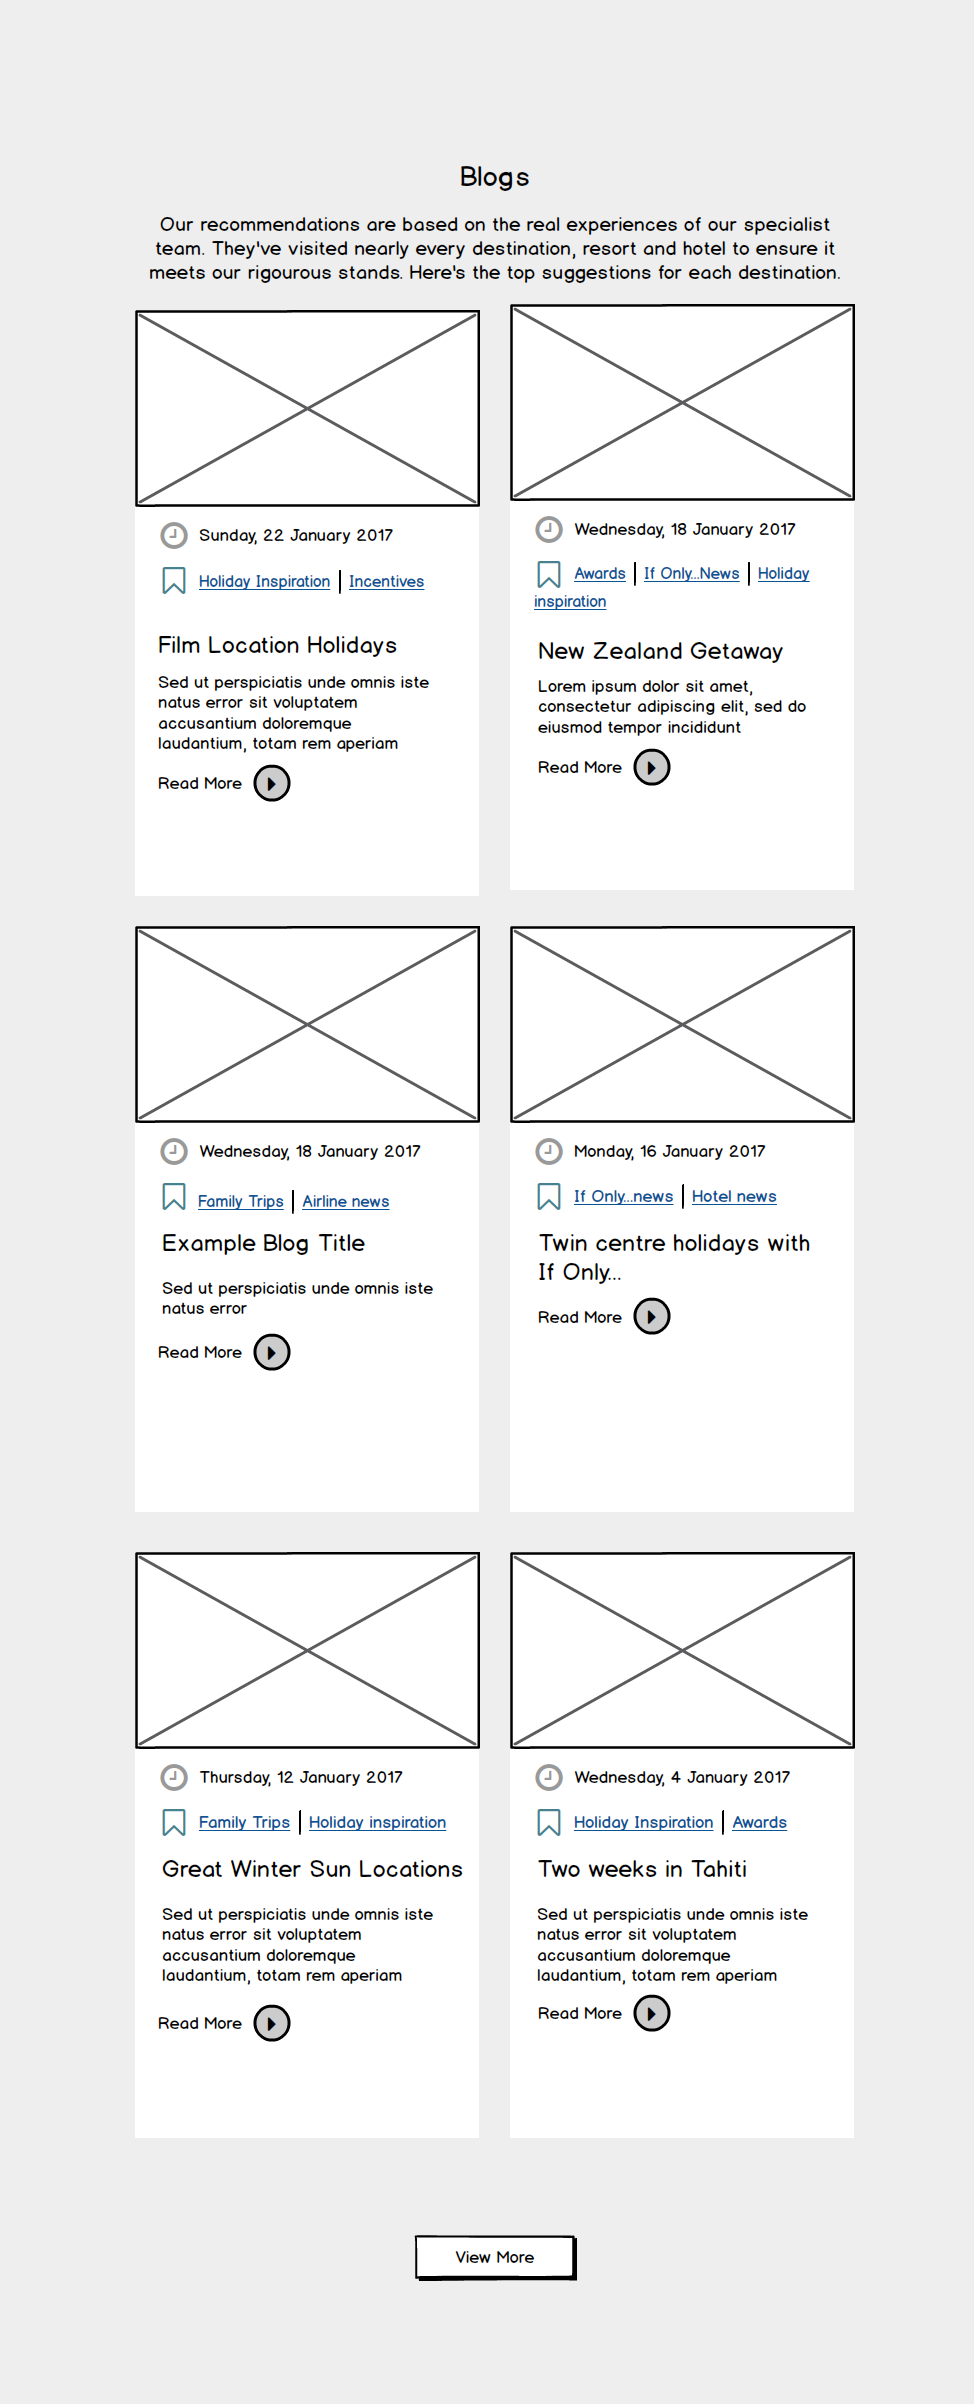 Blogs
Our recommendations are based on the real experiences of our specialist
team. They've visited nearly every destination, resort and hotel to ensure it
meets our rigourous stands. Here's the top suggestions for each destination.
Sunday, 22 January 2017
Holiday Inspiration | Incentives
Film Location Holidays
Sed ut perspiciatis unde omnis iste
natus error sit voluptatem
accusantium doloremque
laudantium, totam rem aperiam
Read More
Wednesday, 18 January 2017
Awards | If Only...News | Holiday
inspiration
New Zealand Getaway
Lorem ipsum dolor sit amet,
consectetur adipiscing elit, sed do
eiusmod tempor incididunt
Read More
Wednesday, 18 January 2017
Family Trips | Airline news
Example Blog Title
Sed ut perspiciatis unde omnis iste
natus error
Read More
Monday, 16 January 2017
If Only...news | Hotel news
Twin centre holidays with
If Only...
Read More
Thursday, 12 January 2017
Family Trips | Holiday inspiration
Great Winter Sun Locations
Sed ut perspiciatis unde omnis iste
natus error sit voluptatem
accusantium doloremque
laudantium, totam rem aperiam
Read More
Wednesday, 4 January 2017
Holiday Inspiration | Awards
Two weeks in Tahiti
Sed ut perspiciatis unde omnis iste
natus error sit voluptatem
accusantium doloremque
laudantium, totam rem aperiam
Read More
View More